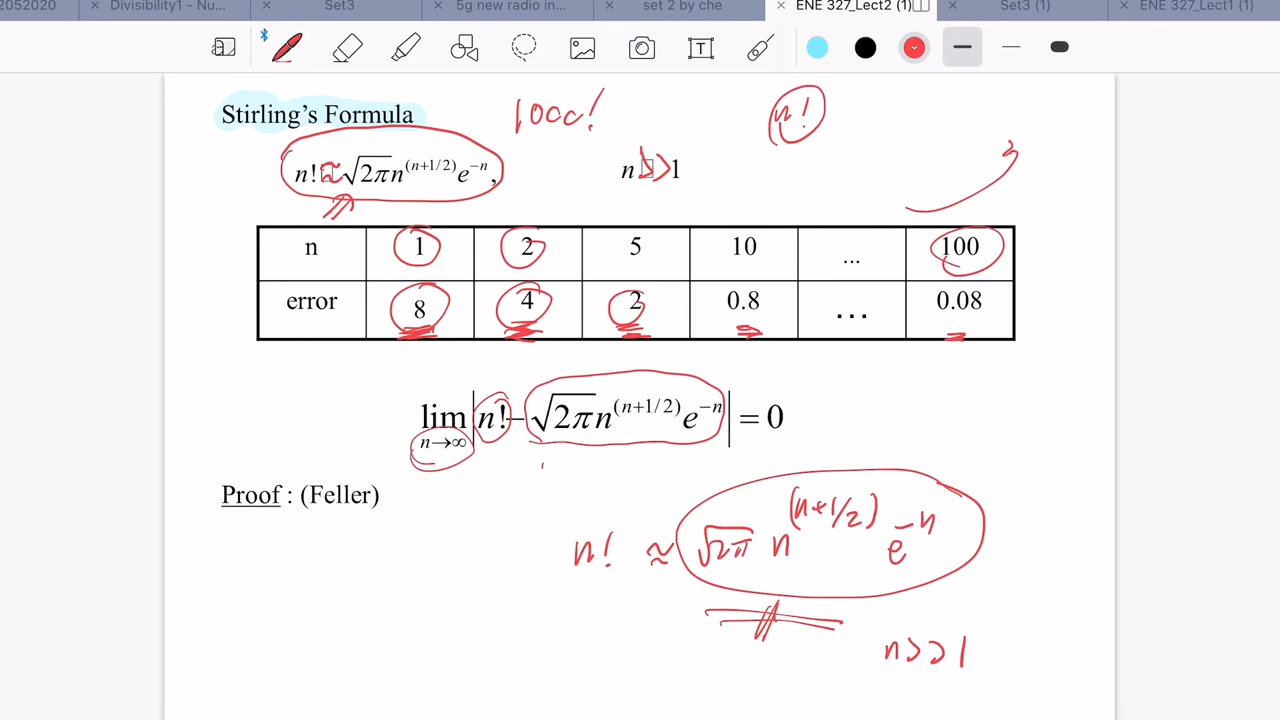 2052020 × Divisibility1 - Nu... × Set3 × 5g new radio in... × set 2 by che × ENE 327_Lect2 (1) × Set3 (1) × ENE 327_Lect1 (1)
Stirling's Formula 1000! n!
n! ≈ √2π n^(n+1/2) e^−n, n >> 1
n 1 2 5 10 ... 100
error 8 4 2 0.8 ... 0.08
lim n→∞ |n! − √2π n^(n+1/2) e^−n| = 0
Proof : (Feller)
n! ≈ √2π n^(n+1/2) e^−n
n >> 1